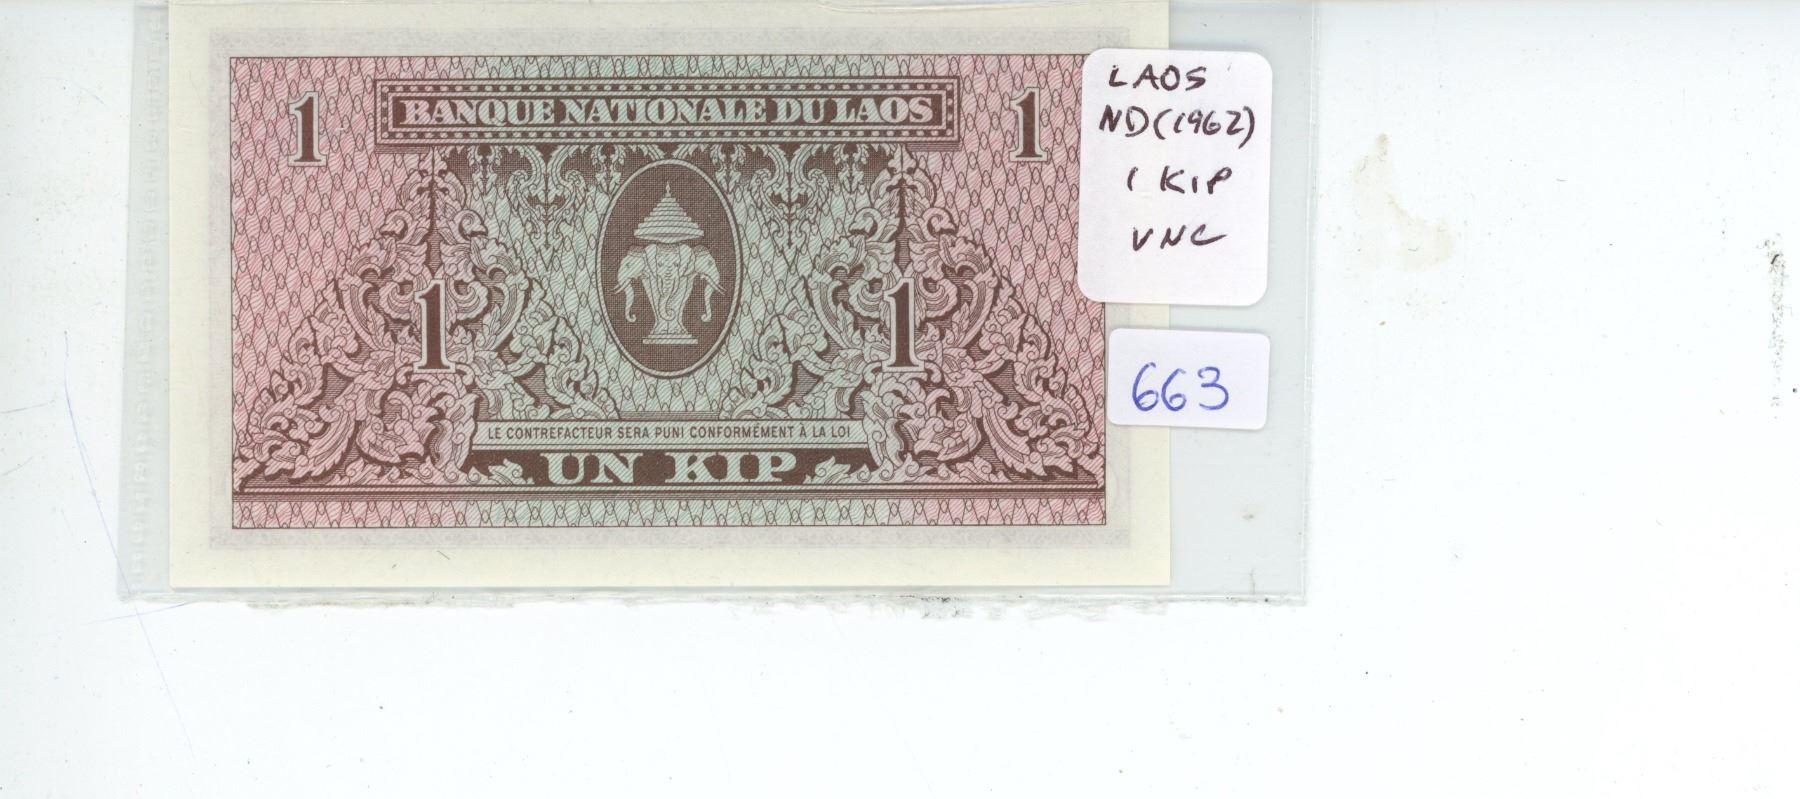 1 BANQUE NATIONALE DU LAOS 1
1 1
LE CONTREFACTEUR SERA PUNI CONFORMÉMENT À LA LOI
UN KIP
LAOS
ND(1962)
1 KIP
UNC
663